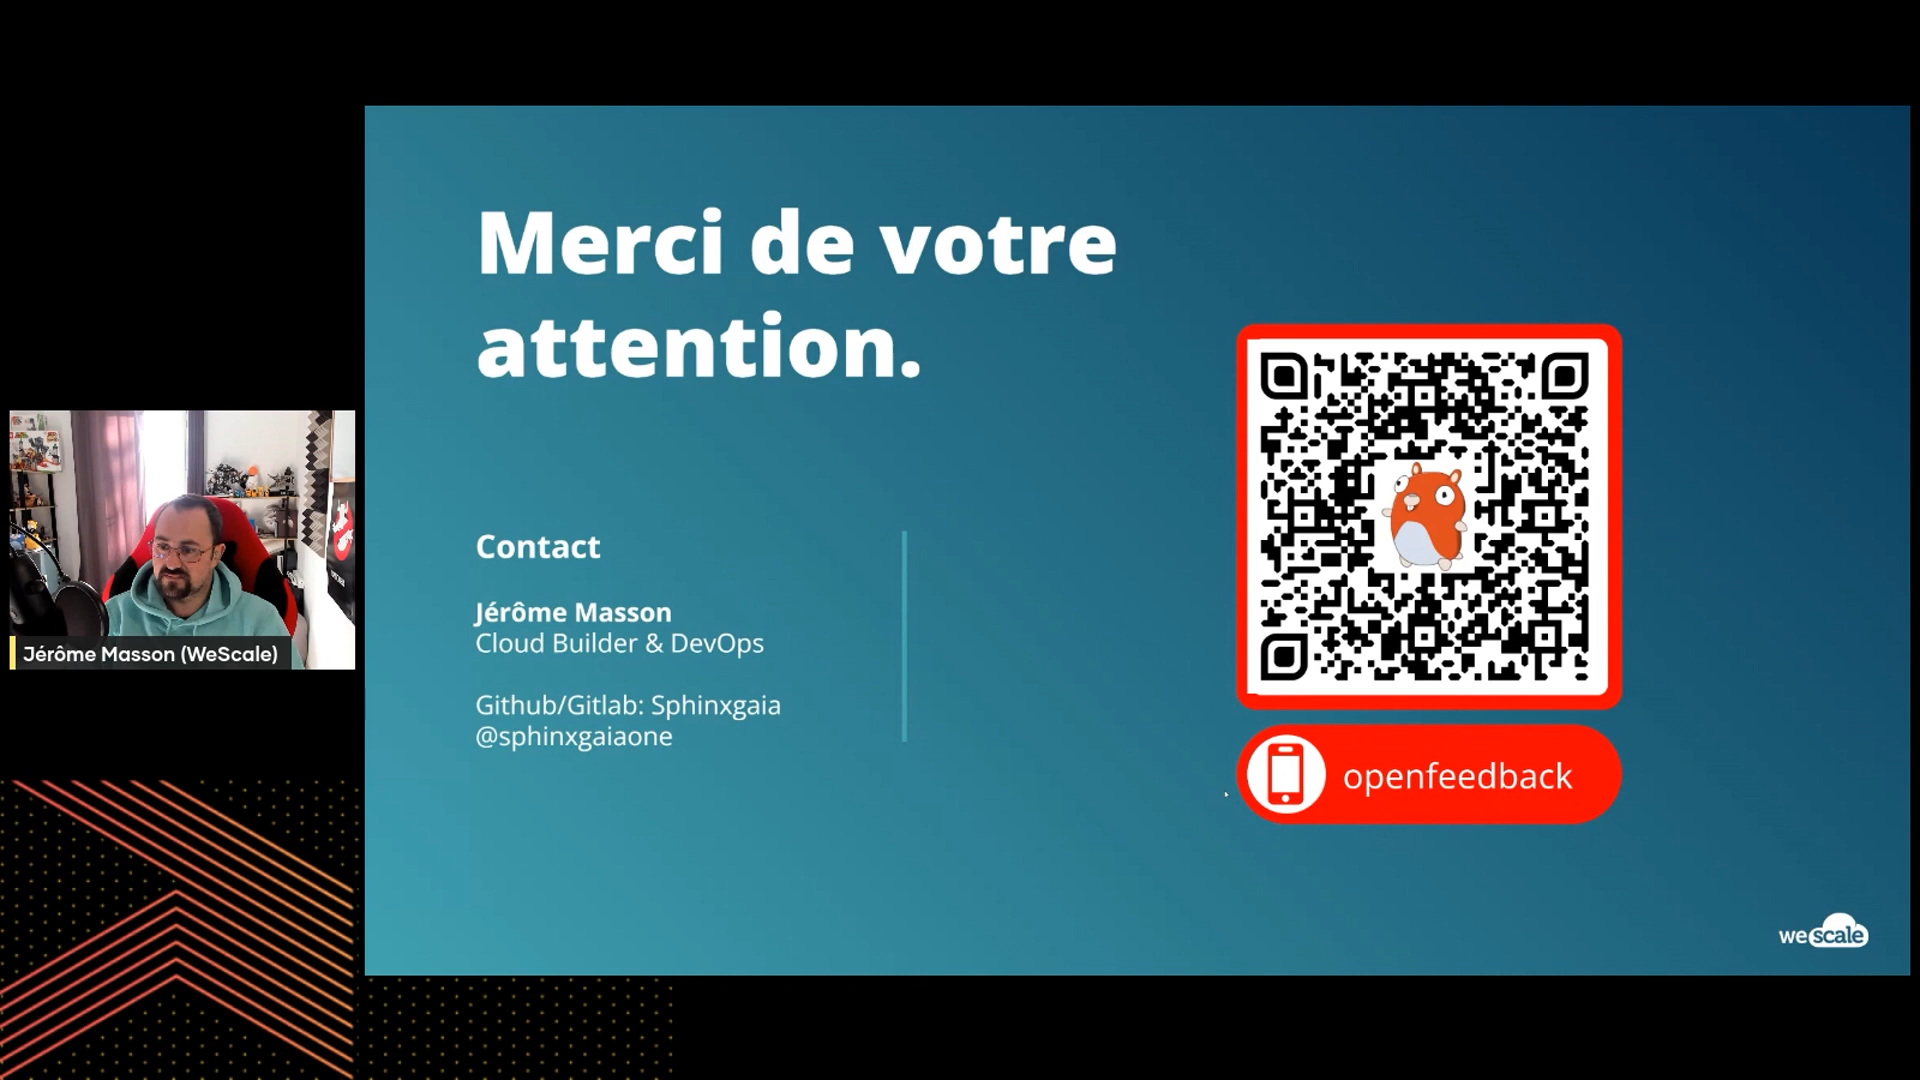 Merci de votre
attention.
Contact
Jérôme Masson
Cloud Builder & DevOps
Github/Gitlab: Sphinxgaia
@sphinxgaiaone
Jérôme Masson (WeScale)
openfeedback
wescale